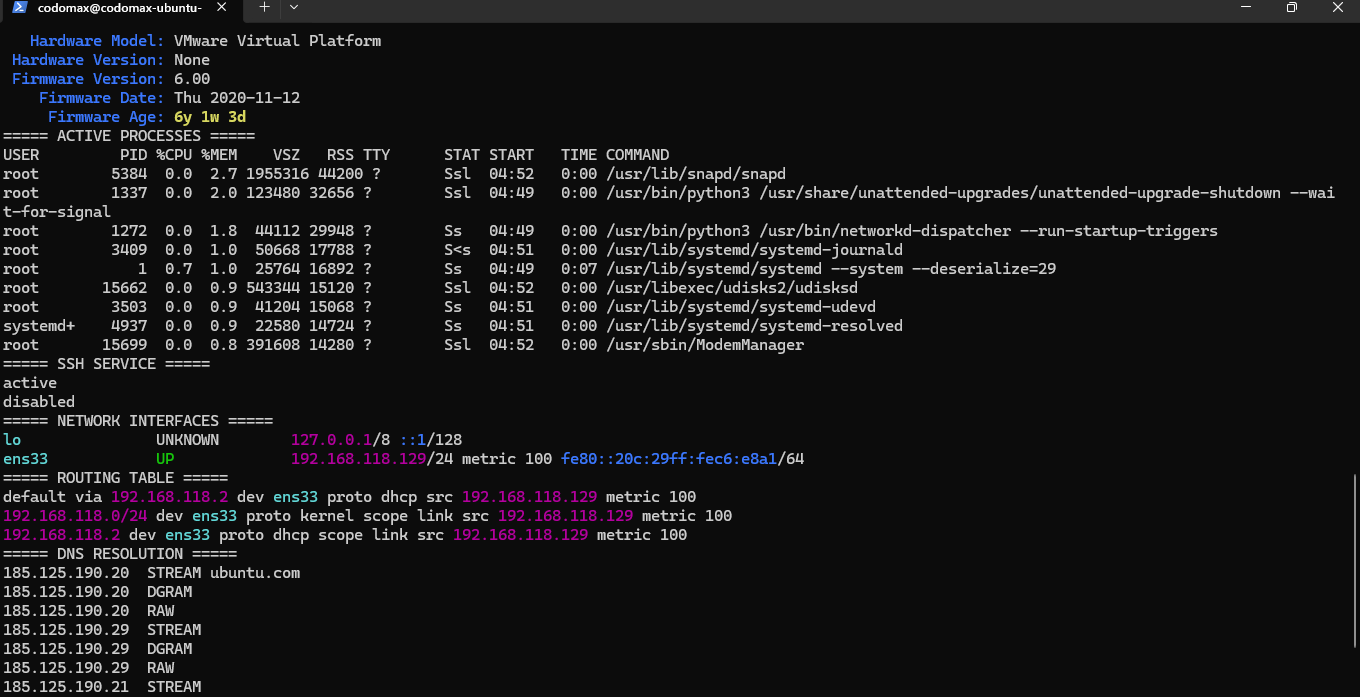 codomax@codomax-ubuntu-
Hardware Model: VMware Virtual Platform
Hardware Version: None
Firmware Version: 6.00
Firmware Date: Thu 2020-11-12
Firmware Age: 6y 1w 3d
===== ACTIVE PROCESSES =====
USER         PID %CPU %MEM    VSZ   RSS TTY      STAT START   TIME COMMAND
root        5384  0.0  2.7 1955316 44200 ?       Ssl  04:52   0:00 /usr/lib/snapd/snapd
root        1337  0.0  2.0 123480 32656 ?        Ssl  04:49   0:00 /usr/bin/python3 /usr/share/unattended-upgrades/unattended-upgrade-shutdown --wai
t-for-signal
root        1272  0.0  1.8  44112 29948 ?        Ss   04:49   0:00 /usr/bin/python3 /usr/bin/networkd-dispatcher --run-startup-triggers
root        3409  0.0  1.0  50668 17788 ?        S<s  04:51   0:00 /usr/lib/systemd/systemd-journald
root           1  0.7  1.0  25764 16892 ?        Ss   04:49   0:07 /usr/lib/systemd/systemd --system --deserialize=29
root       15662  0.0  0.9 543344 15120 ?        Ssl  04:52   0:00 /usr/libexec/udisks2/udisksd
root        3503  0.0  0.9  41204 15068 ?        Ss   04:51   0:00 /usr/lib/systemd/systemd-udevd
systemd+    4937  0.0  0.9  22580 14724 ?        Ss   04:51   0:00 /usr/lib/systemd/systemd-resolved
root       15699  0.0  0.8 391608 14280 ?        Ssl  04:52   0:00 /usr/sbin/ModemManager
===== SSH SERVICE =====
active
disabled
===== NETWORK INTERFACES =====
lo               UNKNOWN        127.0.0.1/8 ::1/128
ens33            UP             192.168.118.129/24 metric 100 fe80::20c:29ff:fec6:e8a1/64
===== ROUTING TABLE =====
default via 192.168.118.2 dev ens33 proto dhcp src 192.168.118.129 metric 100
192.168.118.0/24 dev ens33 proto kernel scope link src 192.168.118.129 metric 100
192.168.118.2 dev ens33 proto dhcp scope link src 192.168.118.129 metric 100
===== DNS RESOLUTION =====
185.125.190.20  STREAM ubuntu.com
185.125.190.20  DGRAM
185.125.190.20  RAW
185.125.190.29  STREAM
185.125.190.29  DGRAM
185.125.190.29  RAW
185.125.190.21  STREAM